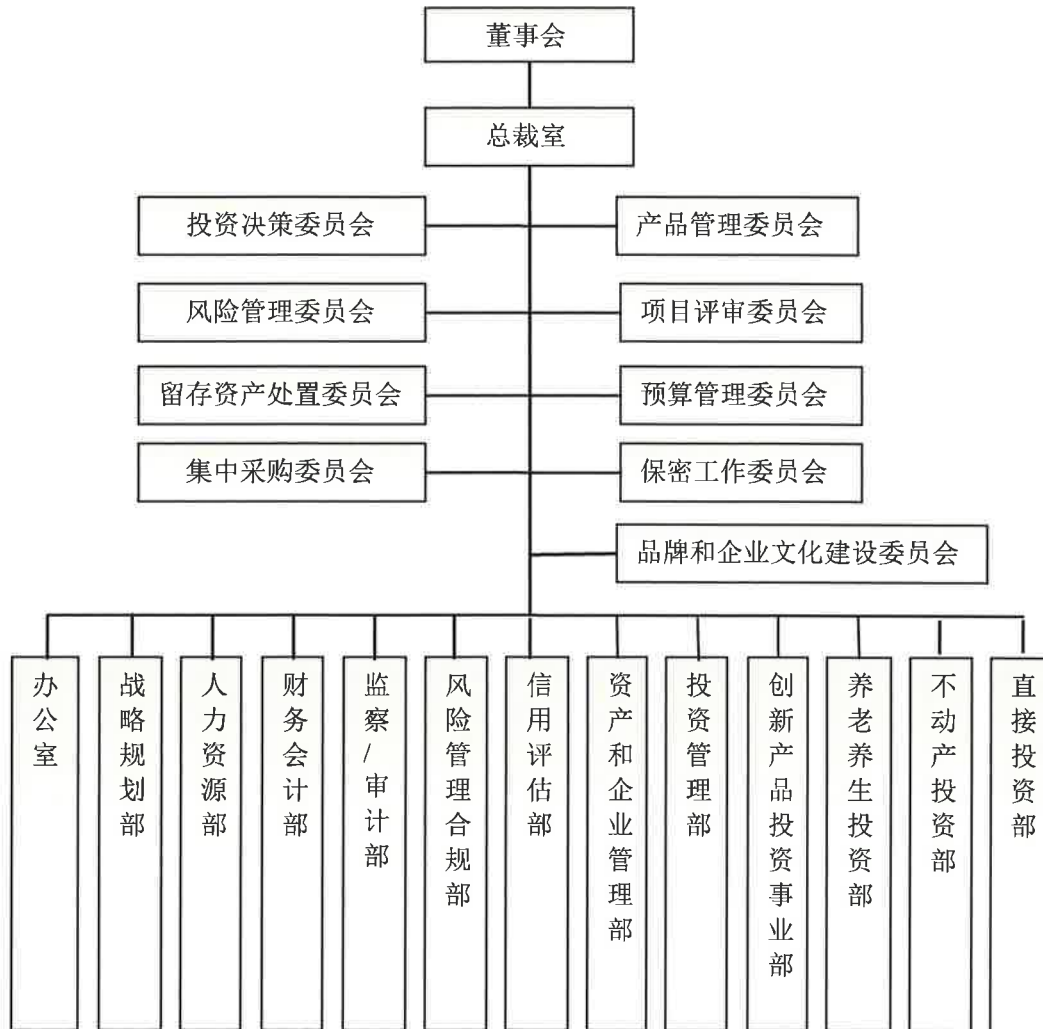 董事会
总裁室
投资决策委员会
产品管理委员会
风险管理委员会
项目评审委员会
留存资产处置委员会
预算管理委员会
集中采购委员会
保密工作委员会
品牌和企业文化建设委员会
办公室
战略规划部
人力资源部
财务会计部
监察/审计部
风险管理合规部
信用评估部
资产和企业管理部
投资管理部
创新产品投资事业部
养老养生投资部
不动产投资部
直接投资部